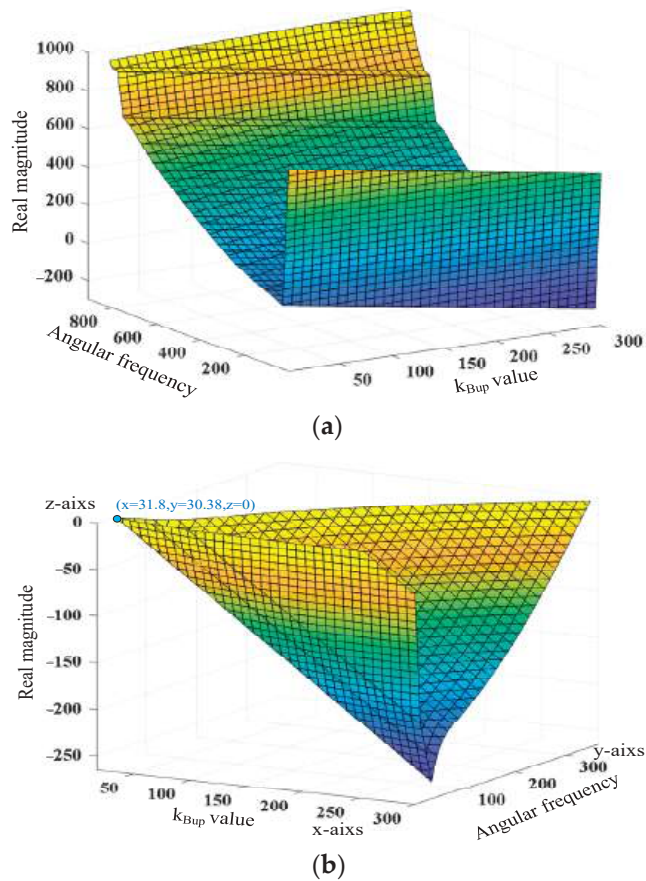 1000
800
600
400
200
0
−200
Real magnitude
800
600
400
200
Angular frequency
50
100
150
200
250
300
kBup value
(a)
z-aixs
(x=31.8,y=30.38,z=0)
0
−50
−100
−150
−200
−250
Real magnitude
50
100
150
200
250
300
kBup value
x-aixs
100
200
300
y-aixs
Angular frequency
(b)